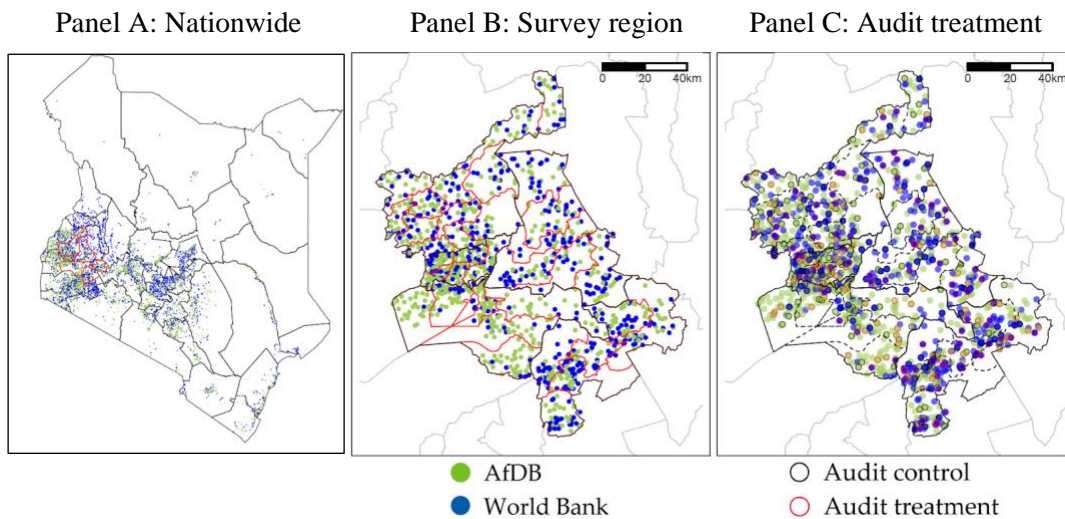 Panel A: Nationwide
Panel B: Survey region
Panel C: Audit treatment
0 20 40km
0 20 40km
AfDB
World Bank
Audit control
Audit treatment